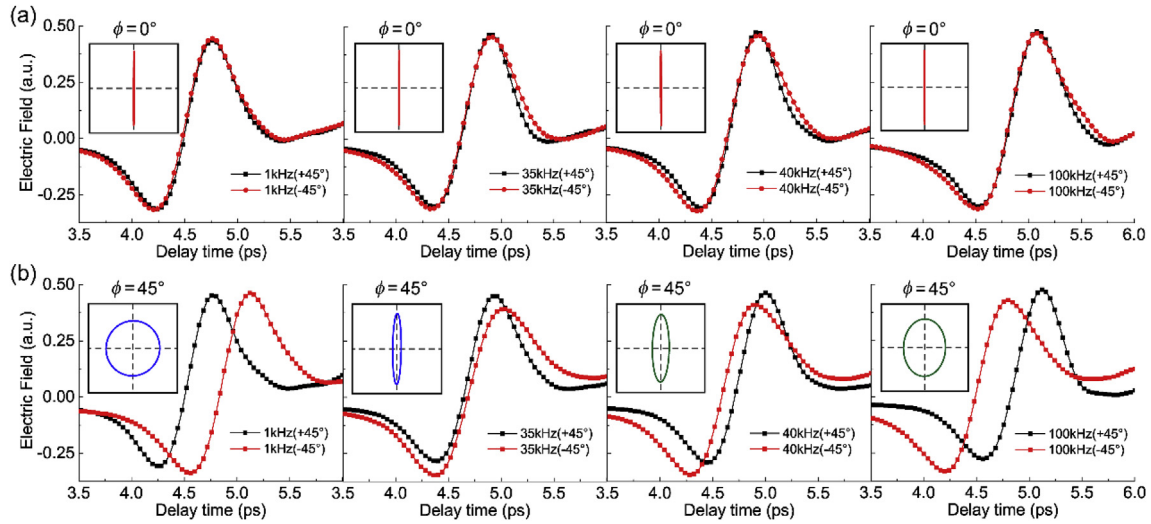 (a)
Electric Field (a.u.)
0.50
0.25
0.00
-0.25
ϕ = 0°
1kHz(+45°)
1kHz(-45°)
3.5 4.0 4.5 5.0 5.5
Delay time (ps)
ϕ = 0°
35kHz(+45°)
35kHz(-45°)
3.5 4.0 4.5 5.0 5.5
Delay time (ps)
ϕ = 0°
40kHz(+45°)
40kHz(-45°)
3.5 4.0 4.5 5.0 5.5
Delay time (ps)
ϕ = 0°
100kHz(+45°)
100kHz(-45°)
3.5 4.0 4.5 5.0 5.5 6.0
Delay time (ps)
(b)
Electric Field (a.u.)
0.50
0.25
0.00
-0.25
ϕ = 45°
1kHz(+45°)
1kHz(-45°)
3.5 4.0 4.5 5.0 5.5
Delay time (ps)
ϕ = 45°
35kHz(+45°)
35kHz(-45°)
3.5 4.0 4.5 5.0 5.5
Delay time (ps)
ϕ = 45°
40kHz(+45°)
40kHz(-45°)
3.5 4.0 4.5 5.0 5.5
Delay time (ps)
ϕ = 45°
100kHz(+45°)
100kHz(-45°)
3.5 4.0 4.5 5.0 5.5 6.0
Delay time (ps)